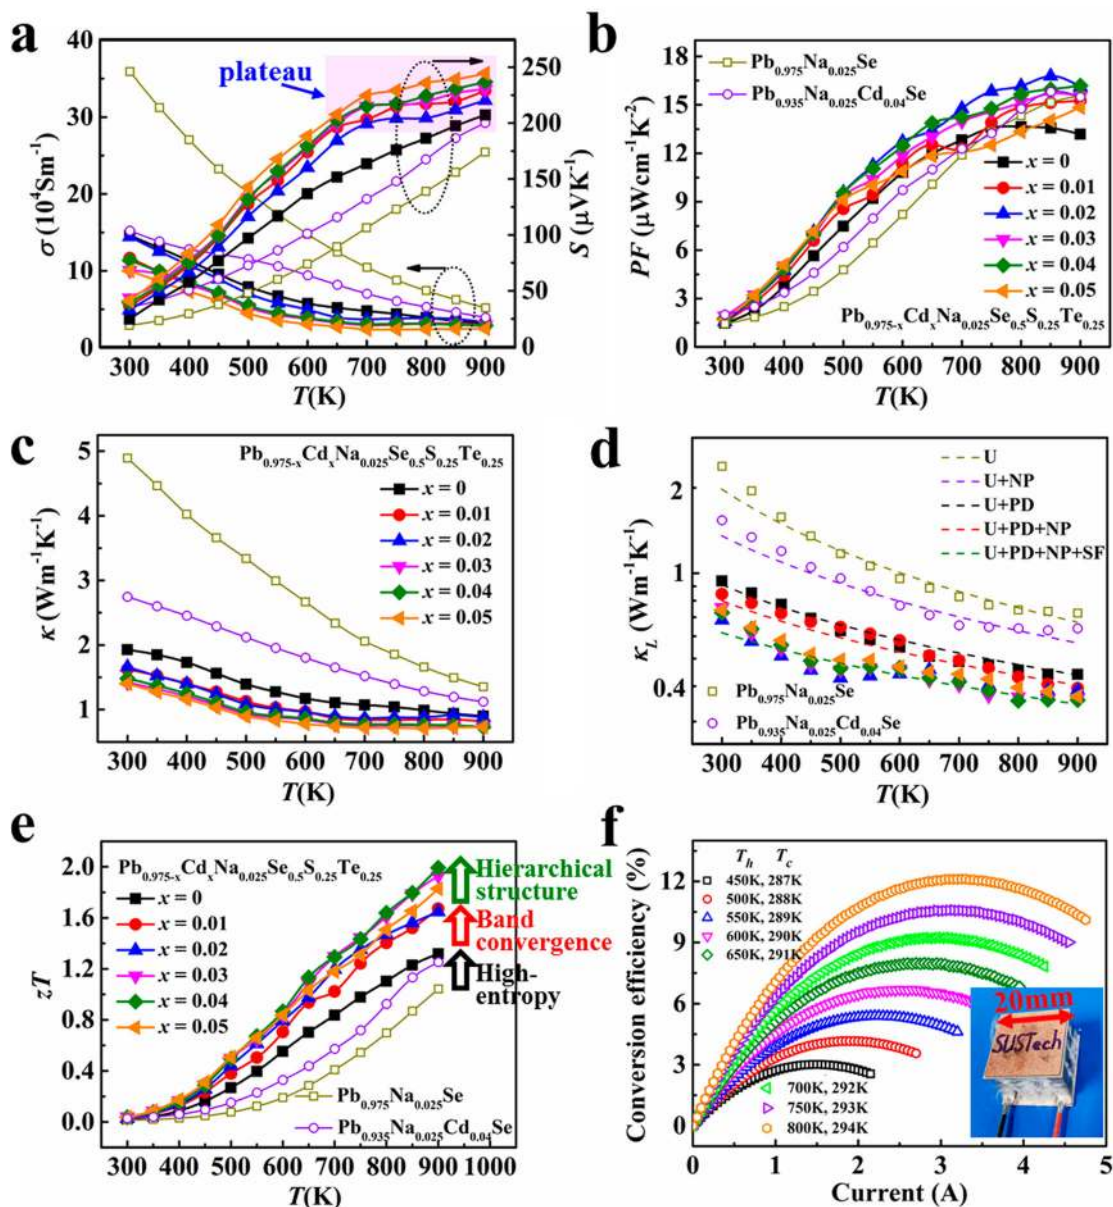 a
40
30
20
10
0
σ (10⁴Sm⁻¹)
plateau
250
200
150
100
50
0
S (μVK⁻¹)
300 400 500 600 700 800 900
T(K)
b
18
15
12
9
6
3
0
PF (μWcm⁻¹K⁻²)
Pb₀.₉₇₅Na₀.₀₂₅Se
Pb₀.₉₃₅Na₀.₀₂₅Cd₀.₀₄Se
x = 0
x = 0.01
x = 0.02
x = 0.03
x = 0.04
x = 0.05
Pb₀.₉₇₅₋ₓCdₓNa₀.₀₂₅Se₀.₅S₀.₂₅Te₀.₂₅
300 400 500 600 700 800 900
T(K)
c
5
4
3
2
1
κ (Wm⁻¹K⁻¹)
Pb₀.₉₇₅₋ₓCdₓNa₀.₀₂₅Se₀.₅S₀.₂₅Te₀.₂₅
x = 0
x = 0.01
x = 0.02
x = 0.03
x = 0.04
x = 0.05
300 400 500 600 700 800 900
T(K)
d
2
1
0.4
κL (Wm⁻¹K⁻¹)
U
U+NP
U+PD
U+PD+NP
U+PD+NP+SF
Pb₀.₉₇₅Na₀.₀₂₅Se
Pb₀.₉₃₅Na₀.₀₂₅Cd₀.₀₄Se
300 400 500 600 700 800 900
T(K)
e
2.0
1.6
1.2
0.8
0.4
0.0
zT
Pb₀.₉₇₅₋ₓCdₓNa₀.₀₂₅Se₀.₅S₀.₂₅Te₀.₂₅
x = 0
x = 0.01
x = 0.02
x = 0.03
x = 0.04
x = 0.05
Hierarchical
structure
Band
convergence
High-
entropy
Pb₀.₉₇₅Na₀.₀₂₅Se
Pb₀.₉₃₅Na₀.₀₂₅Cd₀.₀₄Se
300 400 500 600 700 800 900 1000
T(K)
f
12
9
6
3
0
Conversion efficiency (%)
Th Tc
450K, 287K
500K, 288K
550K, 289K
600K, 290K
650K, 291K
700K, 292K
750K, 293K
800K, 294K
20mm
SUSTech
0 1 2 3 4 5
Current (A)